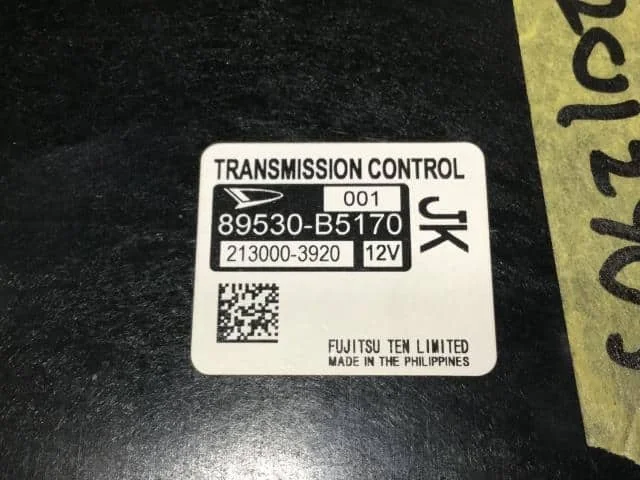 TRANSMISSION CONTROL
001
89530-B5170
213000-3920 12V
JK
FUJITSU TEN LIMITED
MADE IN THE PHILIPPINES